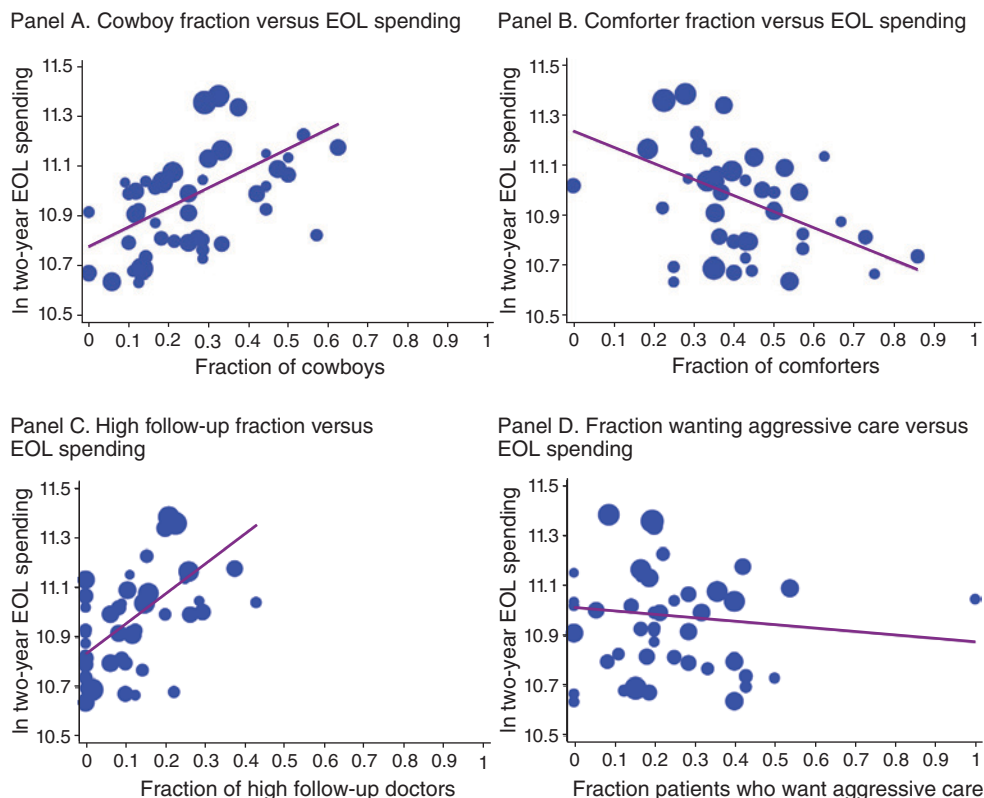 Panel A. Cowboy fraction versus EOL spending
11.5
11.3
11.1
10.9
10.7
10.5
ln two-year EOL spending
0 0.1 0.2 0.3 0.4 0.5 0.6 0.7 0.8 0.9 1
Fraction of cowboys
Panel B. Comforter fraction versus EOL spending
11.5
11.3
11.1
10.9
10.7
10.5
ln two-year EOL spending
0 0.1 0.2 0.3 0.4 0.5 0.6 0.7 0.8 0.9 1
Fraction of comforters
Panel C. High follow-up fraction versus
EOL spending
11.5
11.3
11.1
10.9
10.7
10.5
ln two-year EOL spending
0 0.1 0.2 0.3 0.4 0.5 0.6 0.7 0.8 0.9 1
Fraction of high follow-up doctors
Panel D. Fraction wanting aggressive care versus
EOL spending
11.5
11.3
11.1
10.9
10.7
10.5
ln two-year EOL spending
0 0.1 0.2 0.3 0.4 0.5 0.6 0.7 0.8 0.9 1
Fraction patients who want aggressive care